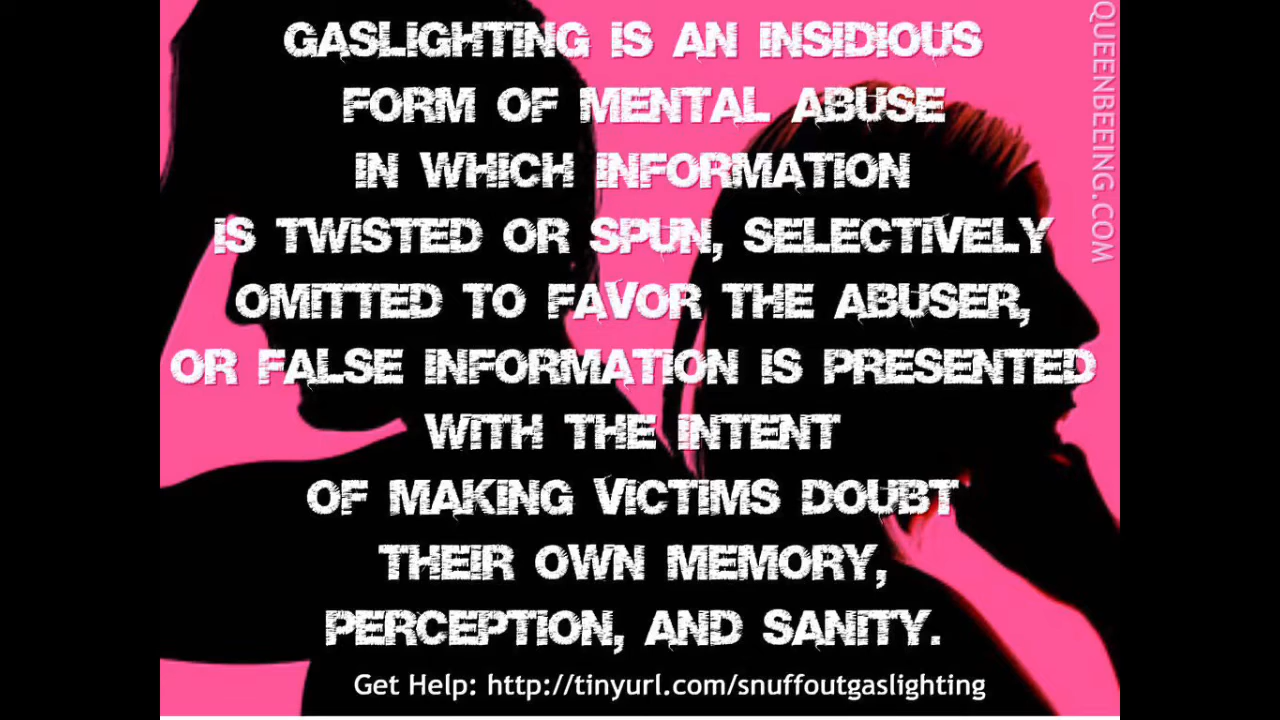 GASLIGHTING IS AN INSIDIOUS
FORM OF MENTAL ABUSE
IN WHICH INFORMATION
IS TWISTED OR SPUN, SELECTIVELY
OMITTED TO FAVOR THE ABUSER,
OR FALSE INFORMATION IS PRESENTED
WITH THE INTENT
OF MAKING VICTIMS DOUBT
THEIR OWN MEMORY,
PERCEPTION, AND SANITY.
Get Help: http://tinyurl.com/snuffoutgaslighting
QUEENBEEING.COM